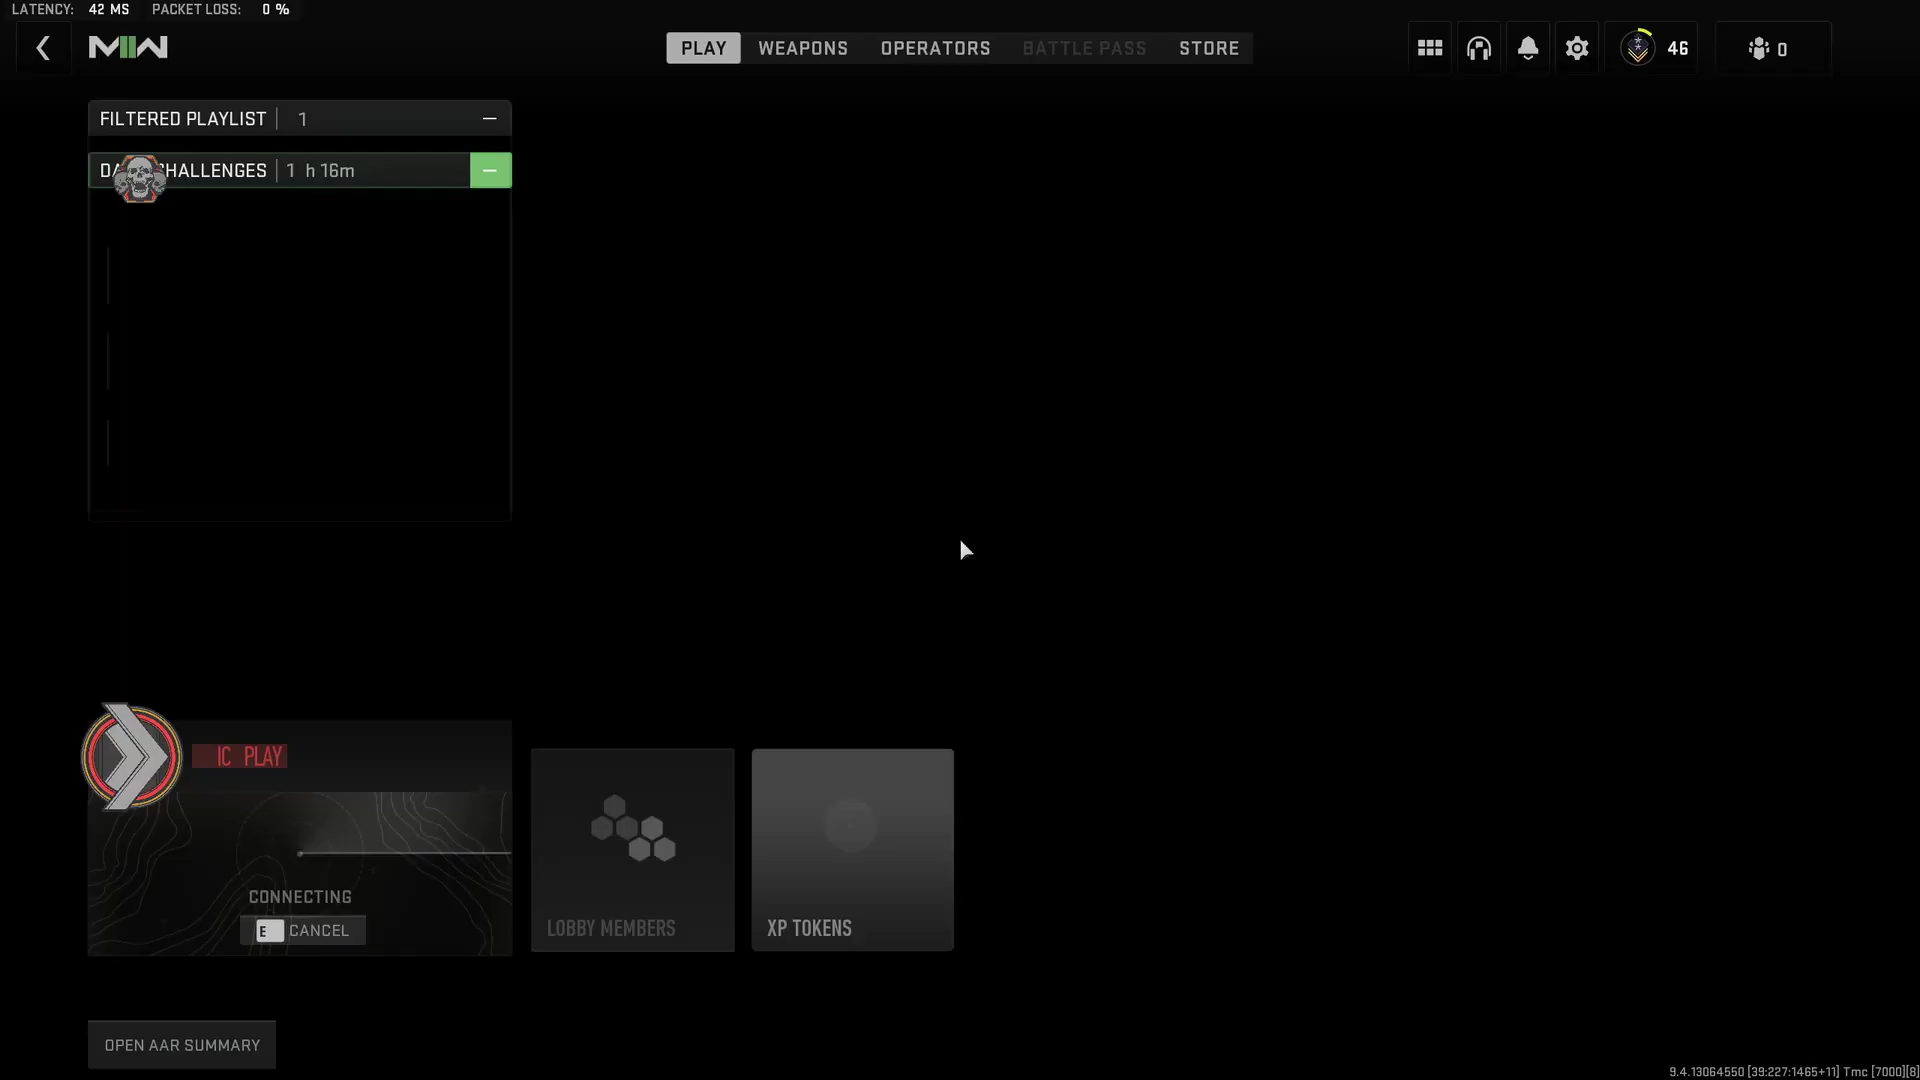 LATENCY: 42 MS PACKET LOSS: 0 %
MIIW
PLAY WEAPONS OPERATORS BATTLE PASS STORE
46
0
FILTERED PLAYLIST 1
CHALLENGES 1 h 16m
IC PLAY
CONNECTING
E CANCEL
LOBBY MEMBERS
XP TOKENS
OPEN AAR SUMMARY
9.4.13064550 [39:227:1465+11] Tmc [7000][8]